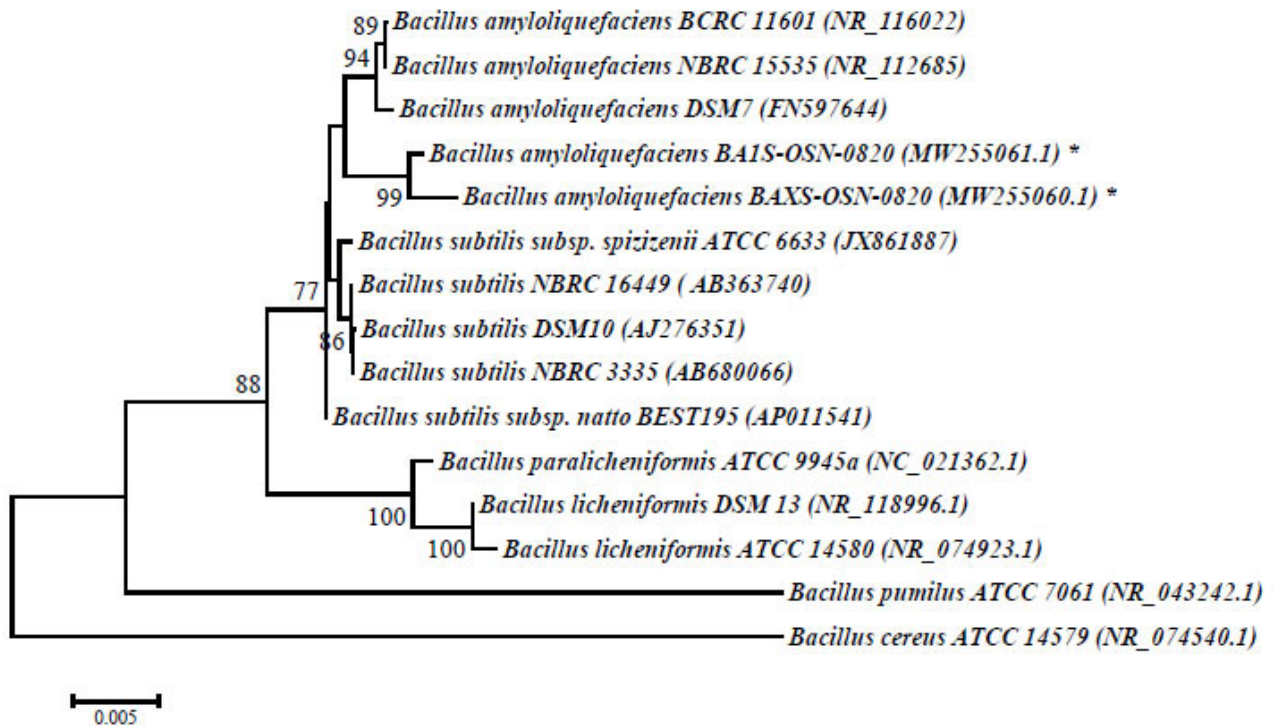 89
Bacillus amyloliquefaciens BCRC 11601 (NR_116022)
94
Bacillus amyloliquefaciens NBRC 15535 (NR_112685)
Bacillus amyloliquefaciens DSM7 (FN597644)
Bacillus amyloliquefaciens BA1S-OSN-0820 (MW255061.1) *
99
Bacillus amyloliquefaciens BAXS-OSN-0820 (MW255060.1) *
Bacillus subtilis subsp. spizizenii ATCC 6633 (JX861887)
77
Bacillus subtilis NBRC 16449 ( AB363740)
86
Bacillus subtilis DSM10 (AJ276351)
Bacillus subtilis NBRC 3335 (AB680066)
88
Bacillus subtilis subsp. natto BEST195 (AP011541)
Bacillus paralicheniformis ATCC 9945a (NC_021362.1)
100
Bacillus licheniformis DSM 13 (NR_118996.1)
100
Bacillus licheniformis ATCC 14580 (NR_074923.1)
Bacillus pumilus ATCC 7061 (NR_043242.1)
Bacillus cereus ATCC 14579 (NR_074540.1)
0.005